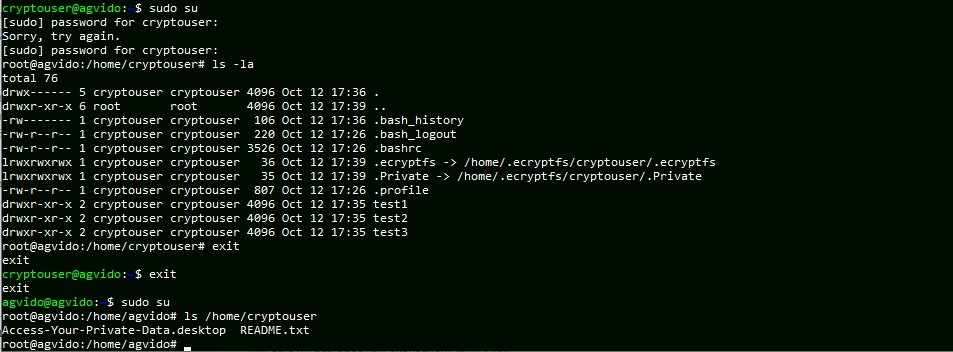 cryptouser@agvido:~$ sudo su
[sudo] password for cryptouser:
Sorry, try again.
[sudo] password for cryptouser:
root@agvido:/home/cryptouser# ls -la
total 76
drwx------ 5 cryptouser cryptouser 4096 Oct 12 17:36 .
drwxr-xr-x 6 root       root       4096 Oct 12 17:39 ..
-rw------- 1 cryptouser cryptouser  106 Oct 12 17:36 .bash_history
-rw-r--r-- 1 cryptouser cryptouser  220 Oct 12 17:26 .bash_logout
-rw-r--r-- 1 cryptouser cryptouser 3526 Oct 12 17:26 .bashrc
lrwxrwxrwx 1 cryptouser cryptouser   36 Oct 12 17:39 .ecryptfs -> /home/.ecryptfs/cryptouser/.ecryptfs
lrwxrwxrwx 1 cryptouser cryptouser   35 Oct 12 17:39 .Private -> /home/.ecryptfs/cryptouser/.Private
-rw-r--r-- 1 cryptouser cryptouser  807 Oct 12 17:26 .profile
drwxr-xr-x 2 cryptouser cryptouser 4096 Oct 12 17:35 test1
drwxr-xr-x 2 cryptouser cryptouser 4096 Oct 12 17:35 test2
drwxr-xr-x 2 cryptouser cryptouser 4096 Oct 12 17:35 test3
root@agvido:/home/cryptouser# exit
exit
cryptouser@agvido:~$ exit
exit
agvido@agvido:~$ sudo su
root@agvido:/home/agvido# ls /home/cryptouser
Access-Your-Private-Data.desktop  README.txt
root@agvido:/home/agvido#